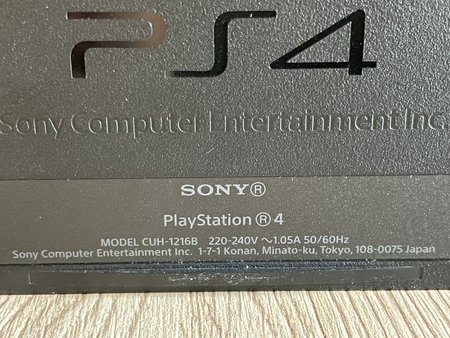 PS4
Sony Computer Entertainment Inc.
SONY®
PlayStation®4
MODEL CUH-1216B 220-240V ~1.05A 50/60Hz
Sony Computer Entertainment Inc. 1-7-1 Konan, Minato-ku, Tokyo, 108-0075 Japan